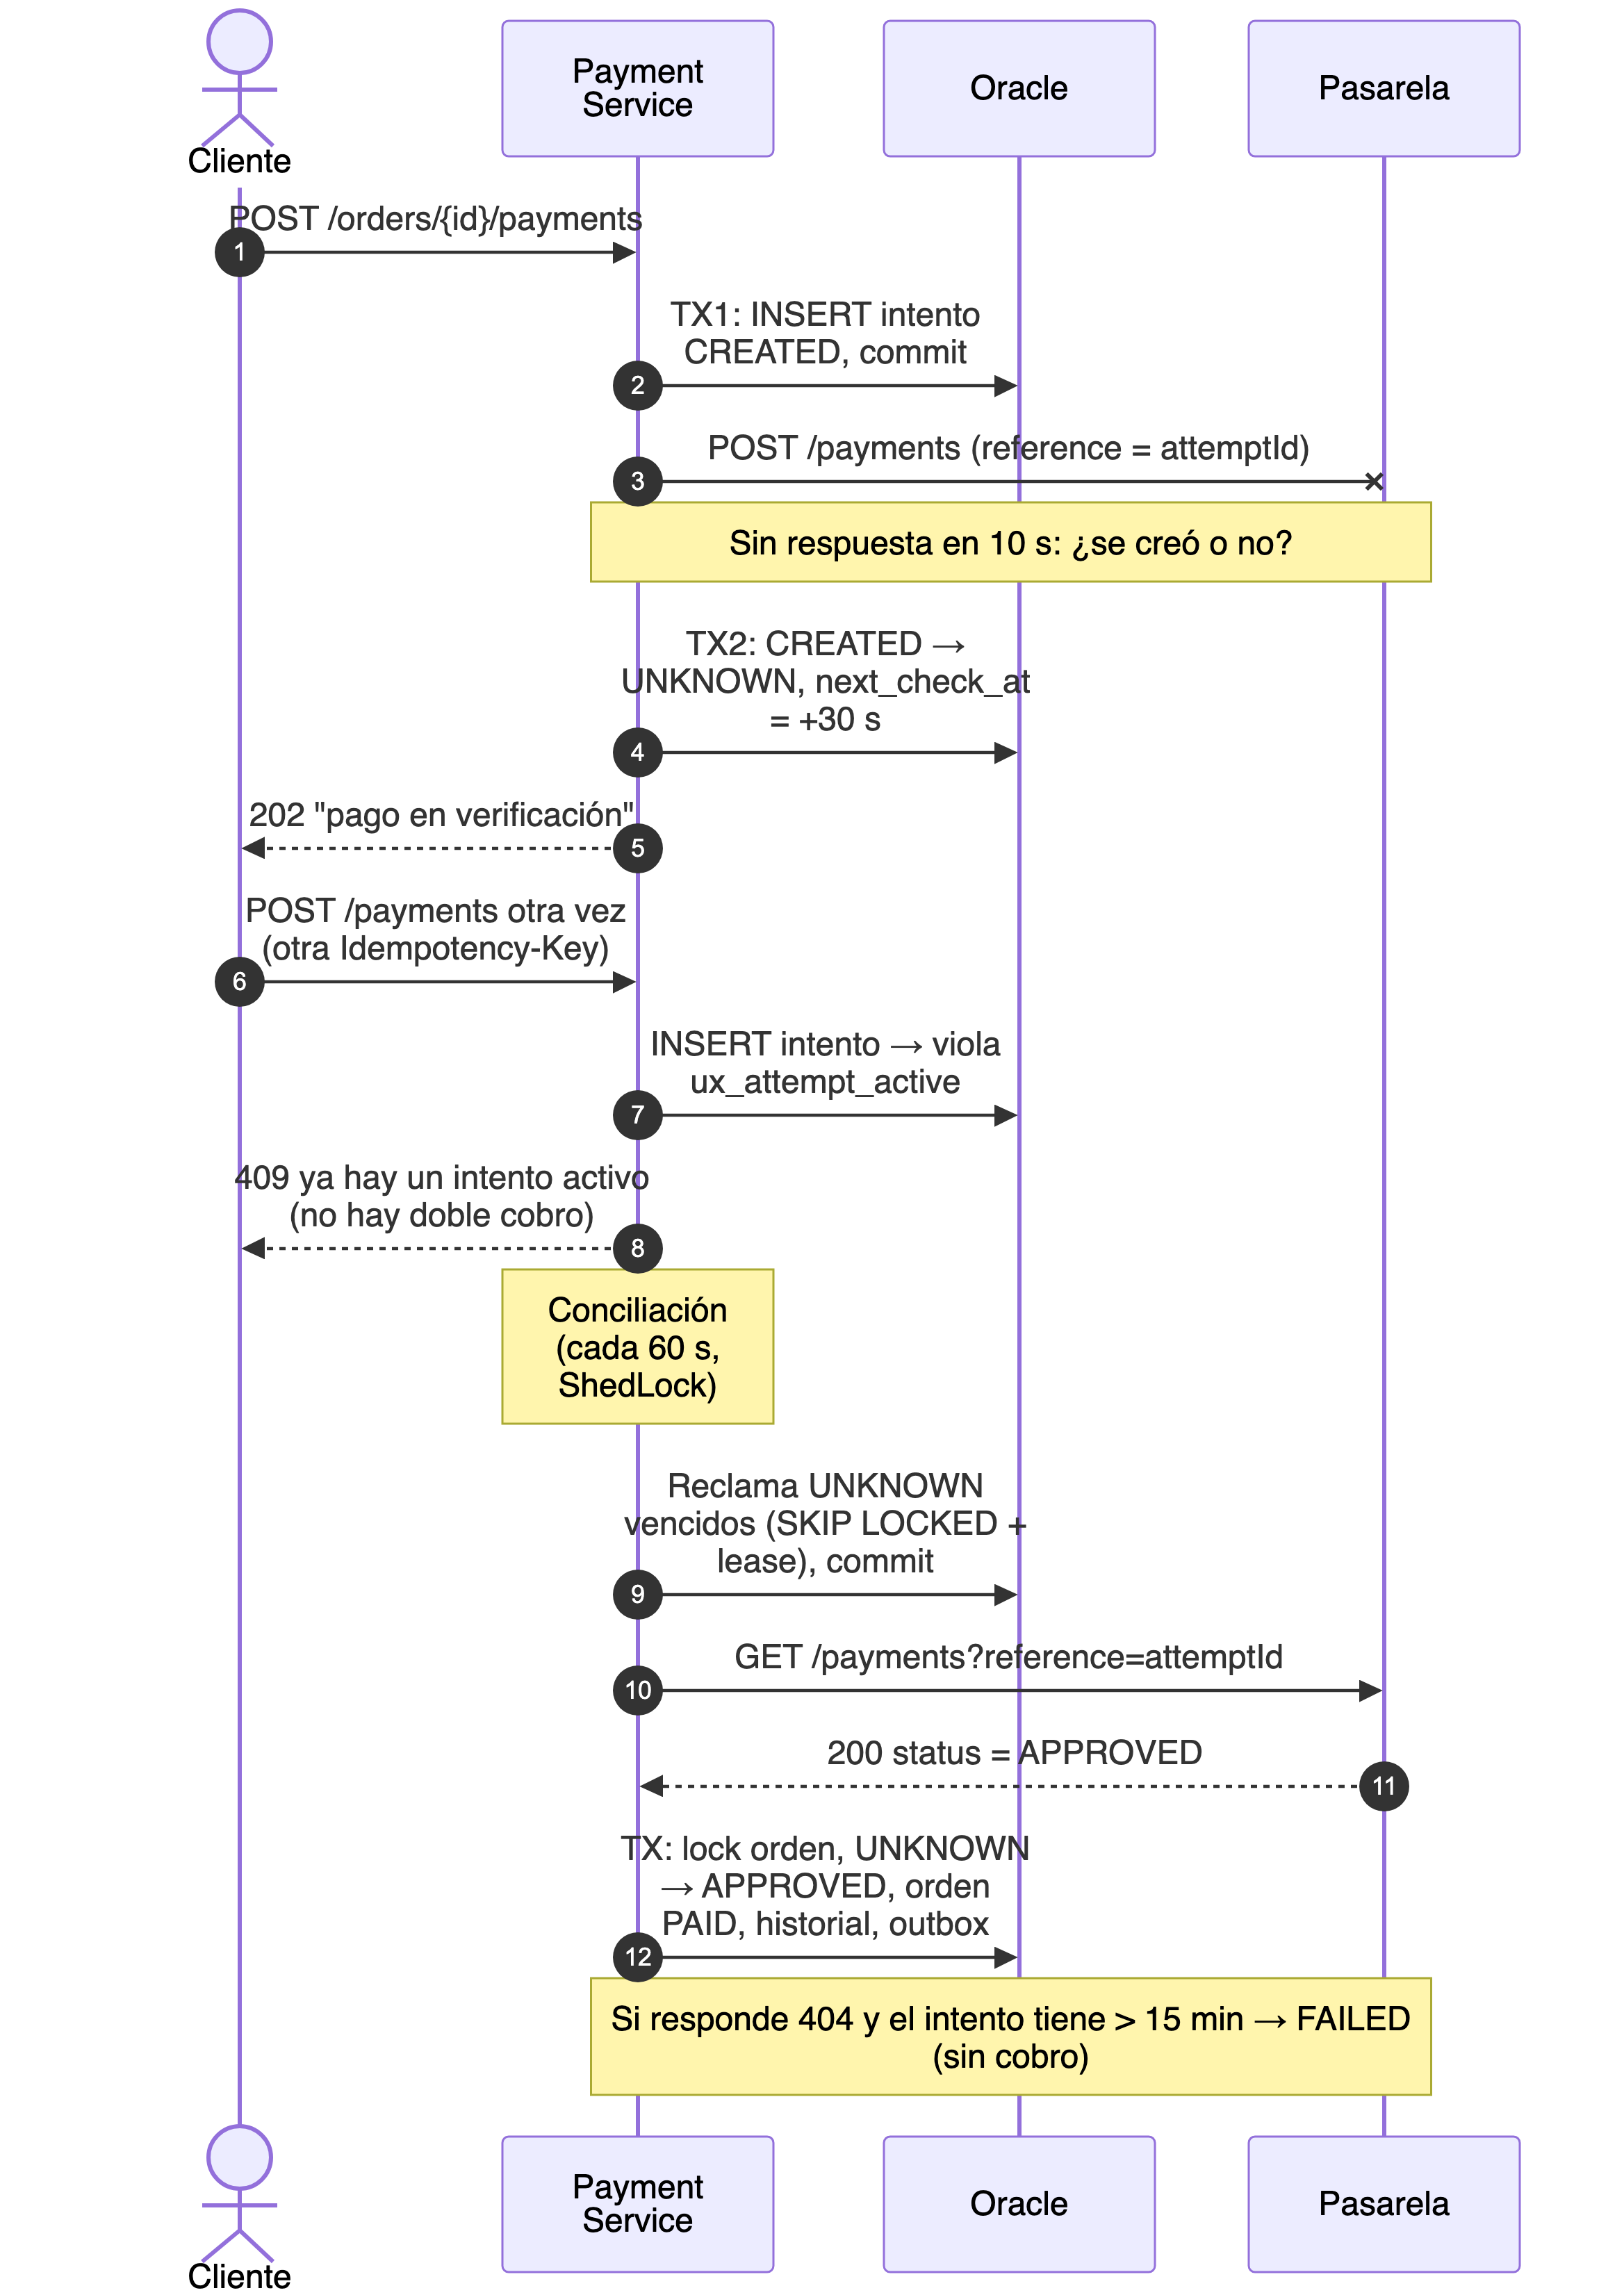 Cliente
Payment
Service
Oracle
Pasarela
POST /orders/{id}/payments
1
TX1: INSERT intento
CREATED, commit
2
POST /payments (reference = attemptId)
3
Sin respuesta en 10 s: ¿se creó o no?
TX2: CREATED →
UNKNOWN, next_check_at
= +30 s
4
202 "pago en verificación"
5
POST /payments otra vez
(otra Idempotency-Key)
6
INSERT intento → viola
ux_attempt_active
7
409 ya hay un intento activo
(no hay doble cobro)
8
Conciliación
(cada 60 s,
ShedLock)
Reclama UNKNOWN
vencidos (SKIP LOCKED +
lease), commit
9
GET /payments?reference=attemptId
10
200 status = APPROVED
11
TX: lock orden, UNKNOWN
→ APPROVED, orden
PAID, historial, outbox
12
Si responde 404 y el intento tiene > 15 min → FAILED
(sin cobro)
Cliente
Payment
Service
Oracle
Pasarela